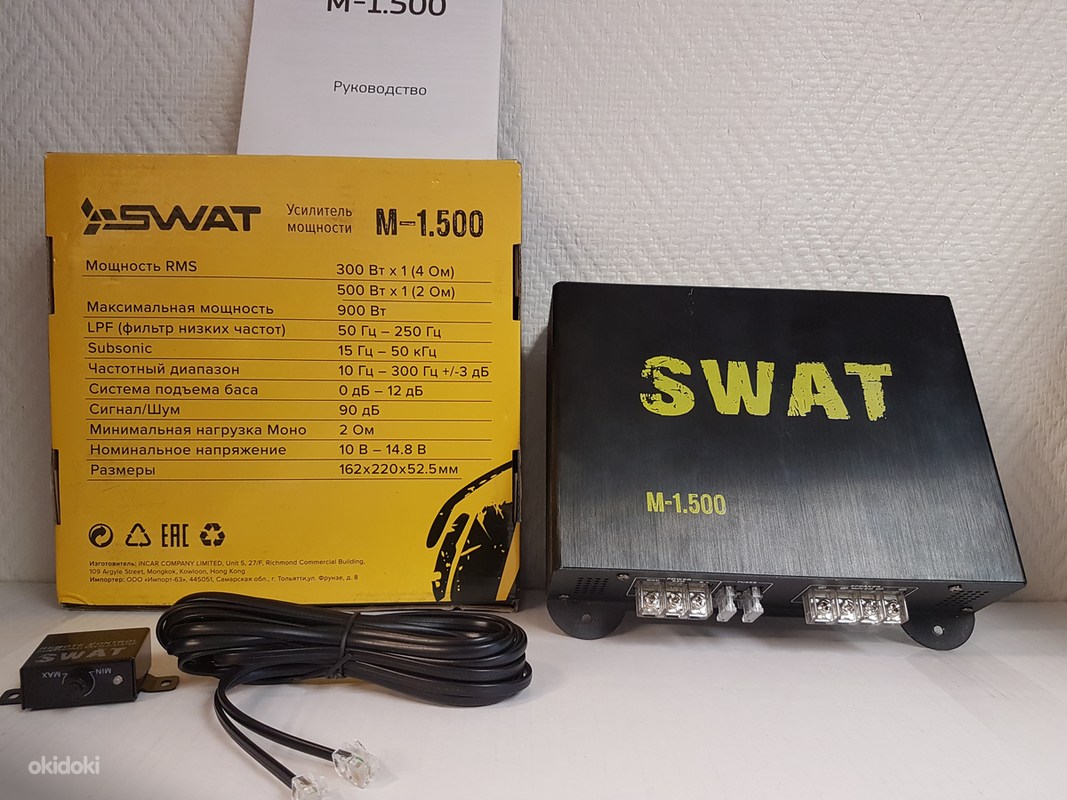 M-1.500
Руководство
SWAT
Усилитель
мощности
M-1.500
Мощность RMS 300 Вт x 1 (4 Ом)
500 Вт x 1 (2 Ом)
Максимальная мощность 900 Вт
LPF (фильтр низких частот) 50 Гц – 250 Гц
Subsonic 15 Гц – 50 кГц
Частотный диапазон 10 Гц – 300 Гц +/-3 дБ
Система подъема баса 0 дБ – 12 дБ
Сигнал/Шум 90 дБ
Минимальная нагрузка Моно 2 Ом
Номинальное напряжение 10 В – 14.8 В
Размеры 162x220x52.5мм
EAC
Изготовитель: INCAR COMPANY LIMITED, Unit 5, 27/F, Richmond Commercial Building,
109 Argyle Street, Mongkok, Kowloon, Hong Kong
Импортер: ООО «Импорт-63», 445051, Самарская обл., г. Тольятти,ул. Фрунзе, д. 8
SWAT
M-1.500
REMOTE CONTROL
SWAT
MIN
MAX
okidoki